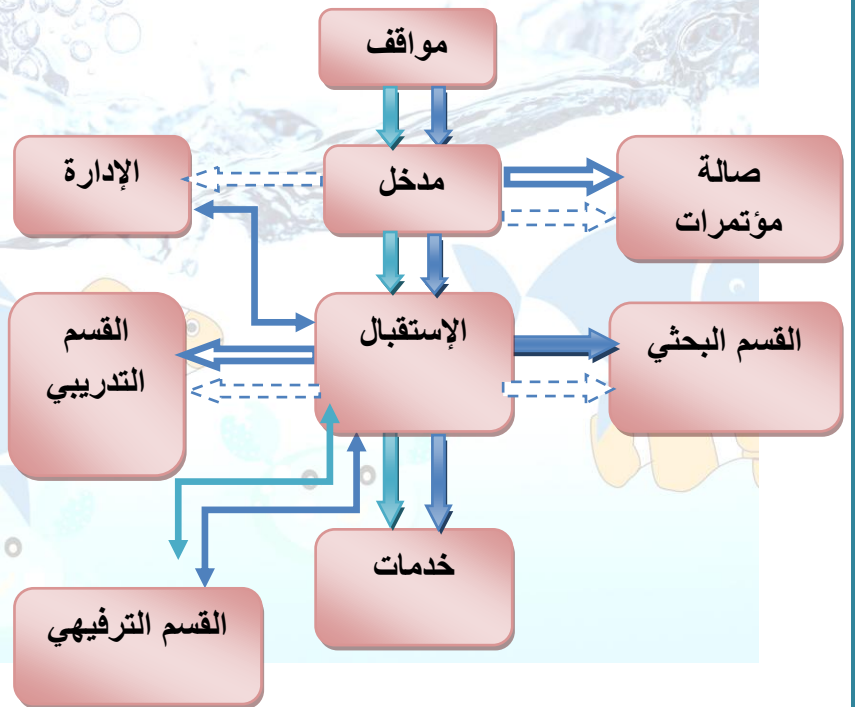 مواقف
الإدارة
مدخل
صالة
مؤتمرات
القسم
التدريبي
الإستقبال
القسم البحثي
خدمات
القسم الترفيهي